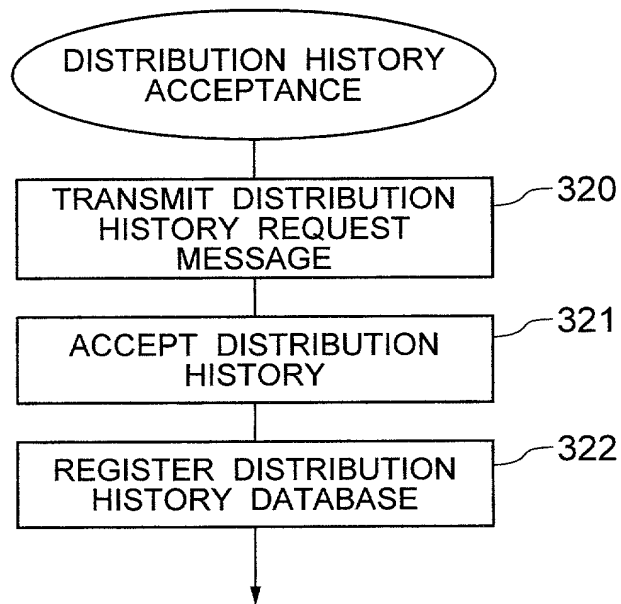 DISTRIBUTION HISTORY
ACCEPTANCE
TRANSMIT DISTRIBUTION
HISTORY REQUEST
MESSAGE
320
ACCEPT DISTRIBUTION
HISTORY
321
REGISTER DISTRIBUTION
HISTORY DATABASE
322